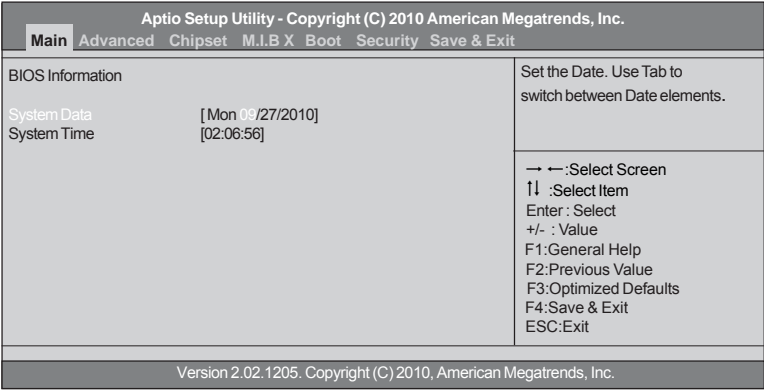 Aptio Setup Utility - Copyright (C) 2010 American Megatrends, Inc.
Main Advanced Chipset M.I.B X Boot Security Save & Exit
BIOS Information
System Data [ Mon 09/27/2010]
System Time [02:06:56]
Set the Date. Use Tab to
switch between Date elements.
→ ←:Select Screen
↑↓ :Select Item
Enter : Select
+/- : Value
F1:General Help
F2:Previous Value
F3:Optimized Defaults
F4:Save & Exit
ESC:Exit
Version 2.02.1205. Copyright (C) 2010, American Megatrends, Inc.